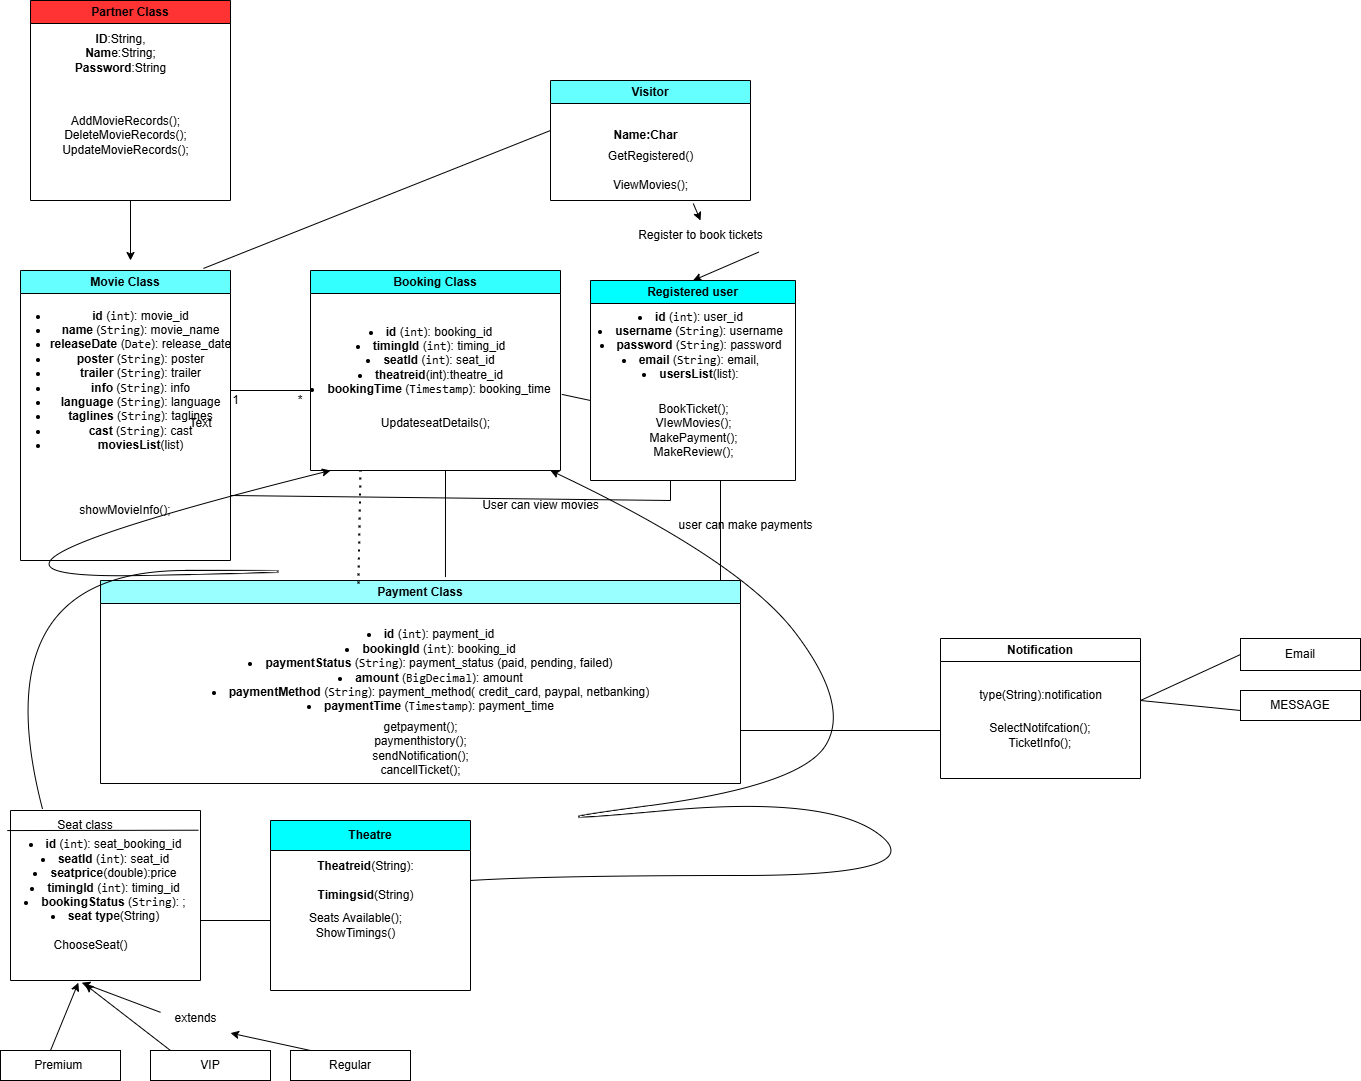 Partner Class
ID:String,
Name:String;
Password:String
AddMovieRecords();
DeleteMovieRecords();
UpdateMovieRecords();
Visitor
Name:Char
GetRegistered()
ViewMovies();
Register to book tickets
Movie Class
id (int): movie_id
name (String): movie_name
releaseDate (Date): release_date
poster (String): poster
trailer (String): trailer
info (String): info
language (String): language
taglines (String): taglines
cast (String): cast
moviesList(list)
Text
showMovieInfo();
1
*
Booking Class
id (int): booking_id
timingId (int): timing_id
seatId (int): seat_id
theatreid(int):theatre_id
bookingTime (Timestamp): booking_time
UpdateseatDetails();
Registered user
id (int): user_id
username (String): username
password (String): password
email (String): email,
usersList(list):
BookTicket();
VIewMovies();
MakePayment();
MakeReview();
User can view movies
user can make payments
Payment Class
id (int): payment_id
bookingId (int): booking_id
paymentStatus (String): payment_status (paid, pending, failed)
amount (BigDecimal): amount
paymentMethod (String): payment_method( credit_card, paypal, netbanking)
paymentTime (Timestamp): payment_time
getpayment();
paymenthistory();
sendNotification();
cancellTicket();
Notification
type(String):notification
SelectNotifcation();
TicketInfo();
Email
MESSAGE
Seat class
id (int): seat_booking_id
seatId (int): seat_id
seatprice(double):price
timingId (int): timing_id
bookingStatus (String): ;
seat type(String)
ChooseSeat()
Theatre
Theatreid(String):
Timingsid(String)
Seats Available();
ShowTimings()
extends
Premium
VIP
Regular